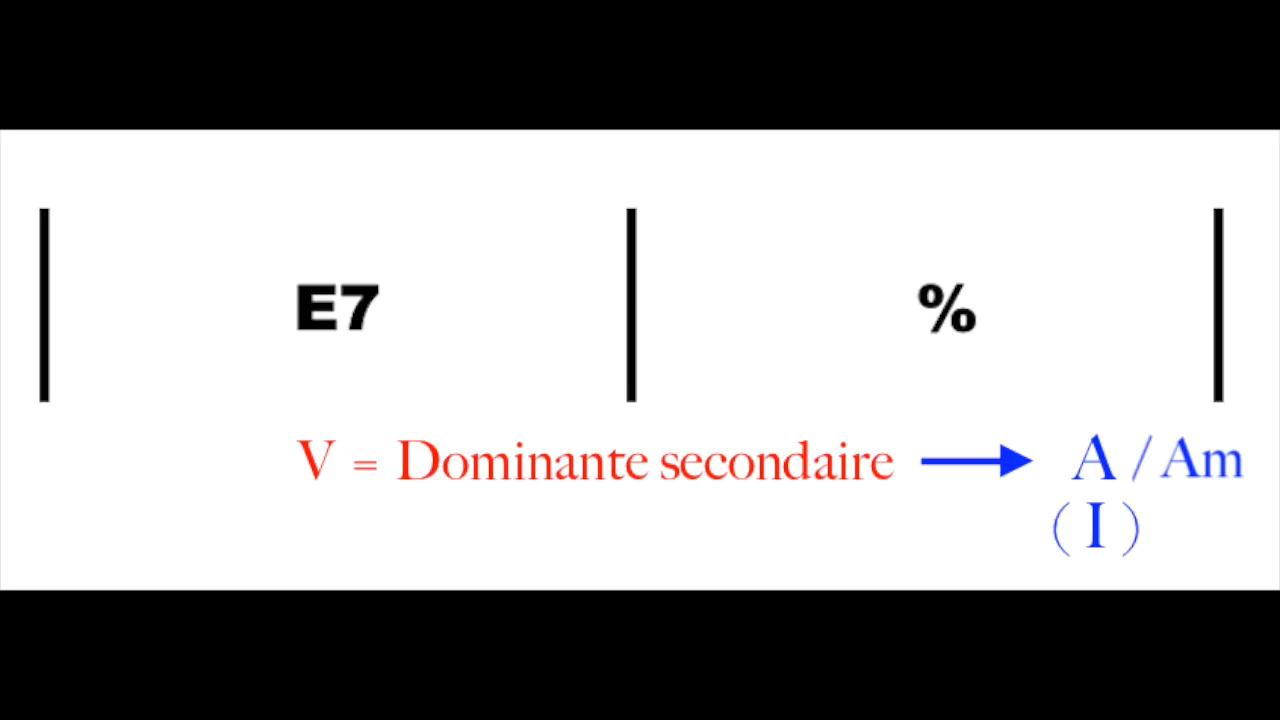 E7 %
V = Dominante secondaire → A / Am
( I )